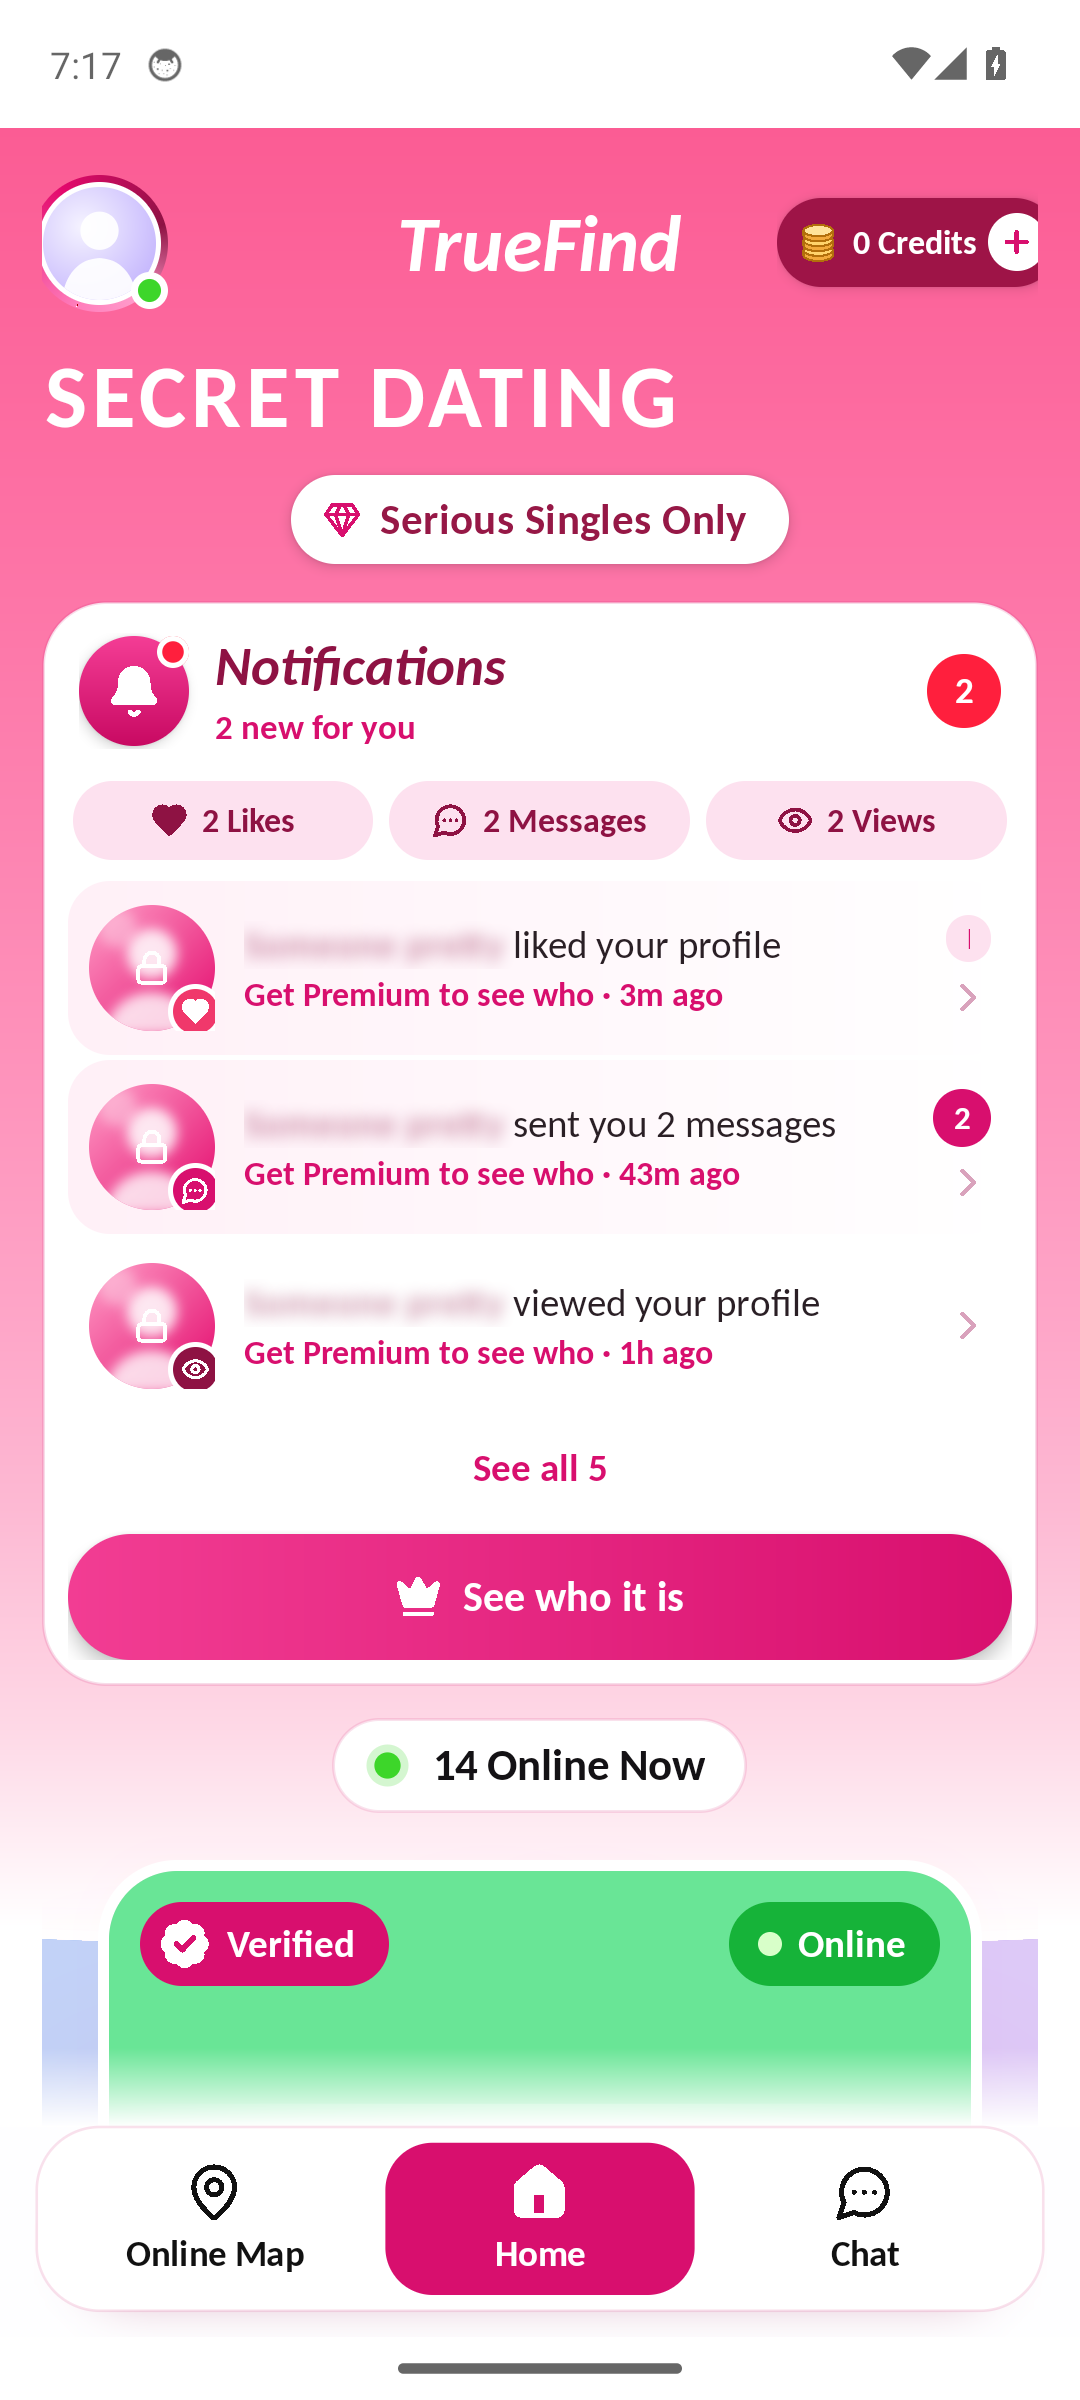 7:17
TrueFind
0 Credits
SECRET DATING
Serious Singles Only
Notifications
2 new for you
2
2 Likes
2 Messages
2 Views
liked your profile
Get Premium to see who · 3m ago
sent you 2 messages
2
Get Premium to see who · 43m ago
viewed your profile
Get Premium to see who · 1h ago
See all 5
See who it is
14 Online Now
Verified
Online
Online Map
Home
Chat